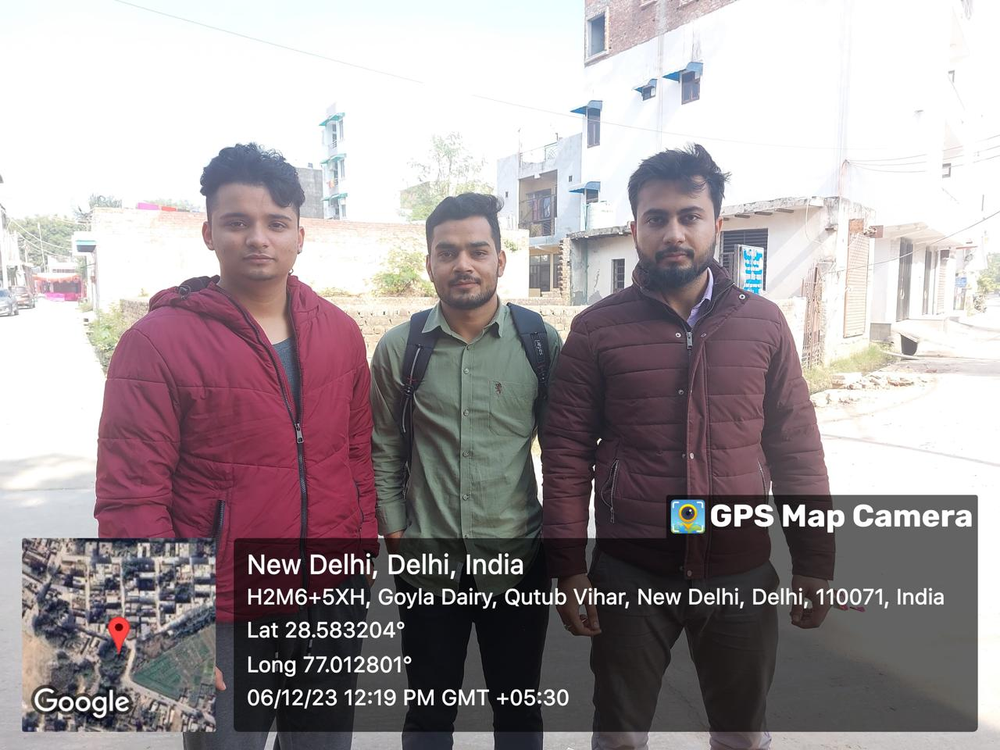 GPS Map Camera
New Delhi, Delhi, India
H2M6+5XH, Goyla Dairy, Qutub Vihar, New Delhi, Delhi, 110071, India
Lat 28.583204°
Long 77.012801°
06/12/23 12:19 PM GMT +05:30
Google